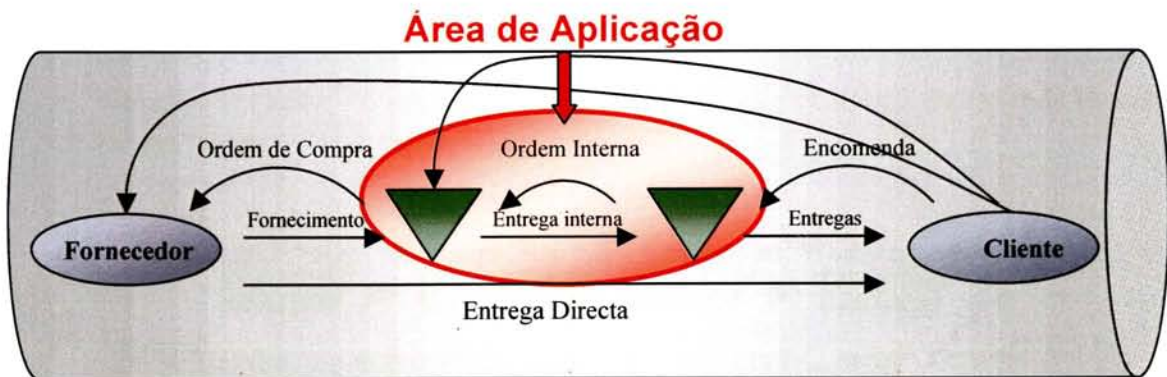 Área de Aplicação
Ordem de Compra
Ordem Interna
Encomenda
Fornecimento
Entrega interna
Entregas
Fornecedor
Cliente
Entrega Directa